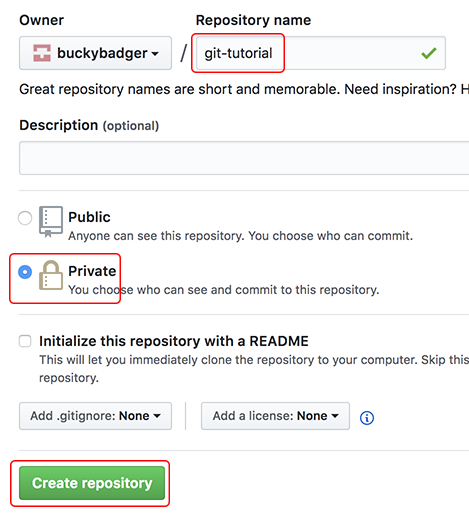 Owner
Repository name
buckybadger / git-tutorial
Great repository names are short and memorable. Need inspiration? H
Description (optional)
Public
Anyone can see this repository. You choose who can commit.
Private
You choose who can see and commit to this repository.
Initialize this repository with a README
This will let you immediately clone the repository to your computer. Skip this
repository.
Add .gitignore: None
Add a license: None
Create repository